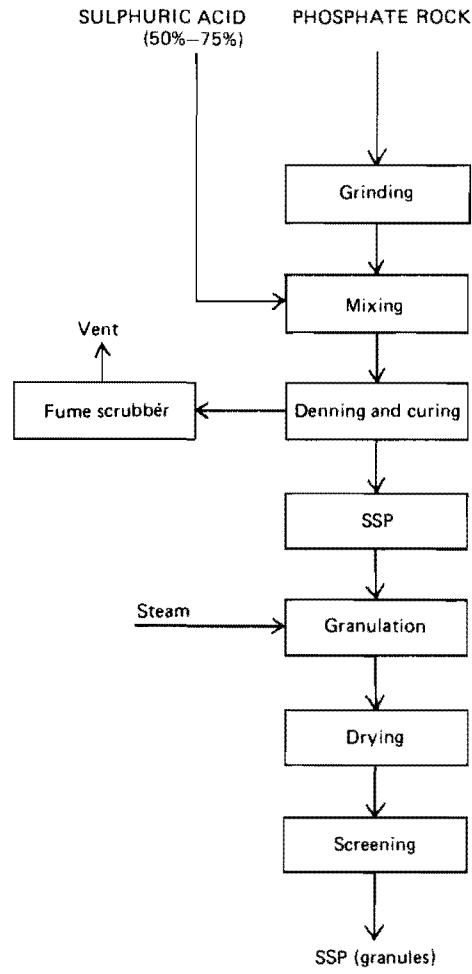 SULPHURIC ACID
(50%–75%)
PHOSPHATE ROCK
Grinding
Mixing
Vent
Fume scrubbér
Denning and curing
SSP
Steam
Granulation
Drying
Screening
SSP (granules)